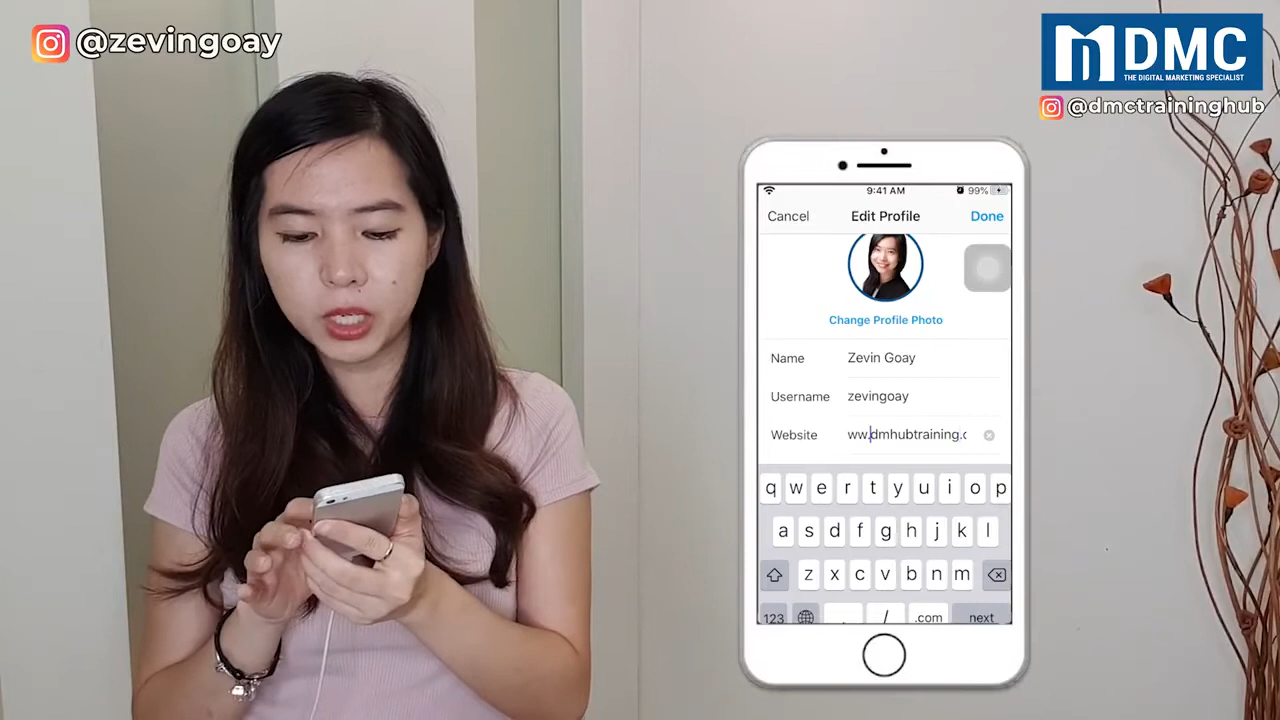 @zevingoay
DMC
THE DIGITAL MARKETING SPECIALIST
@dmctraininghub
9:41 AM
99%
Cancel
Edit Profile
Done
Change Profile Photo
Name
Zevin Goay
Username
zevingoay
Website
ww.dmhubtraining.c
q w e r t y u i o p
a s d f g h j k l
z x c v b n m
123 . / .com next